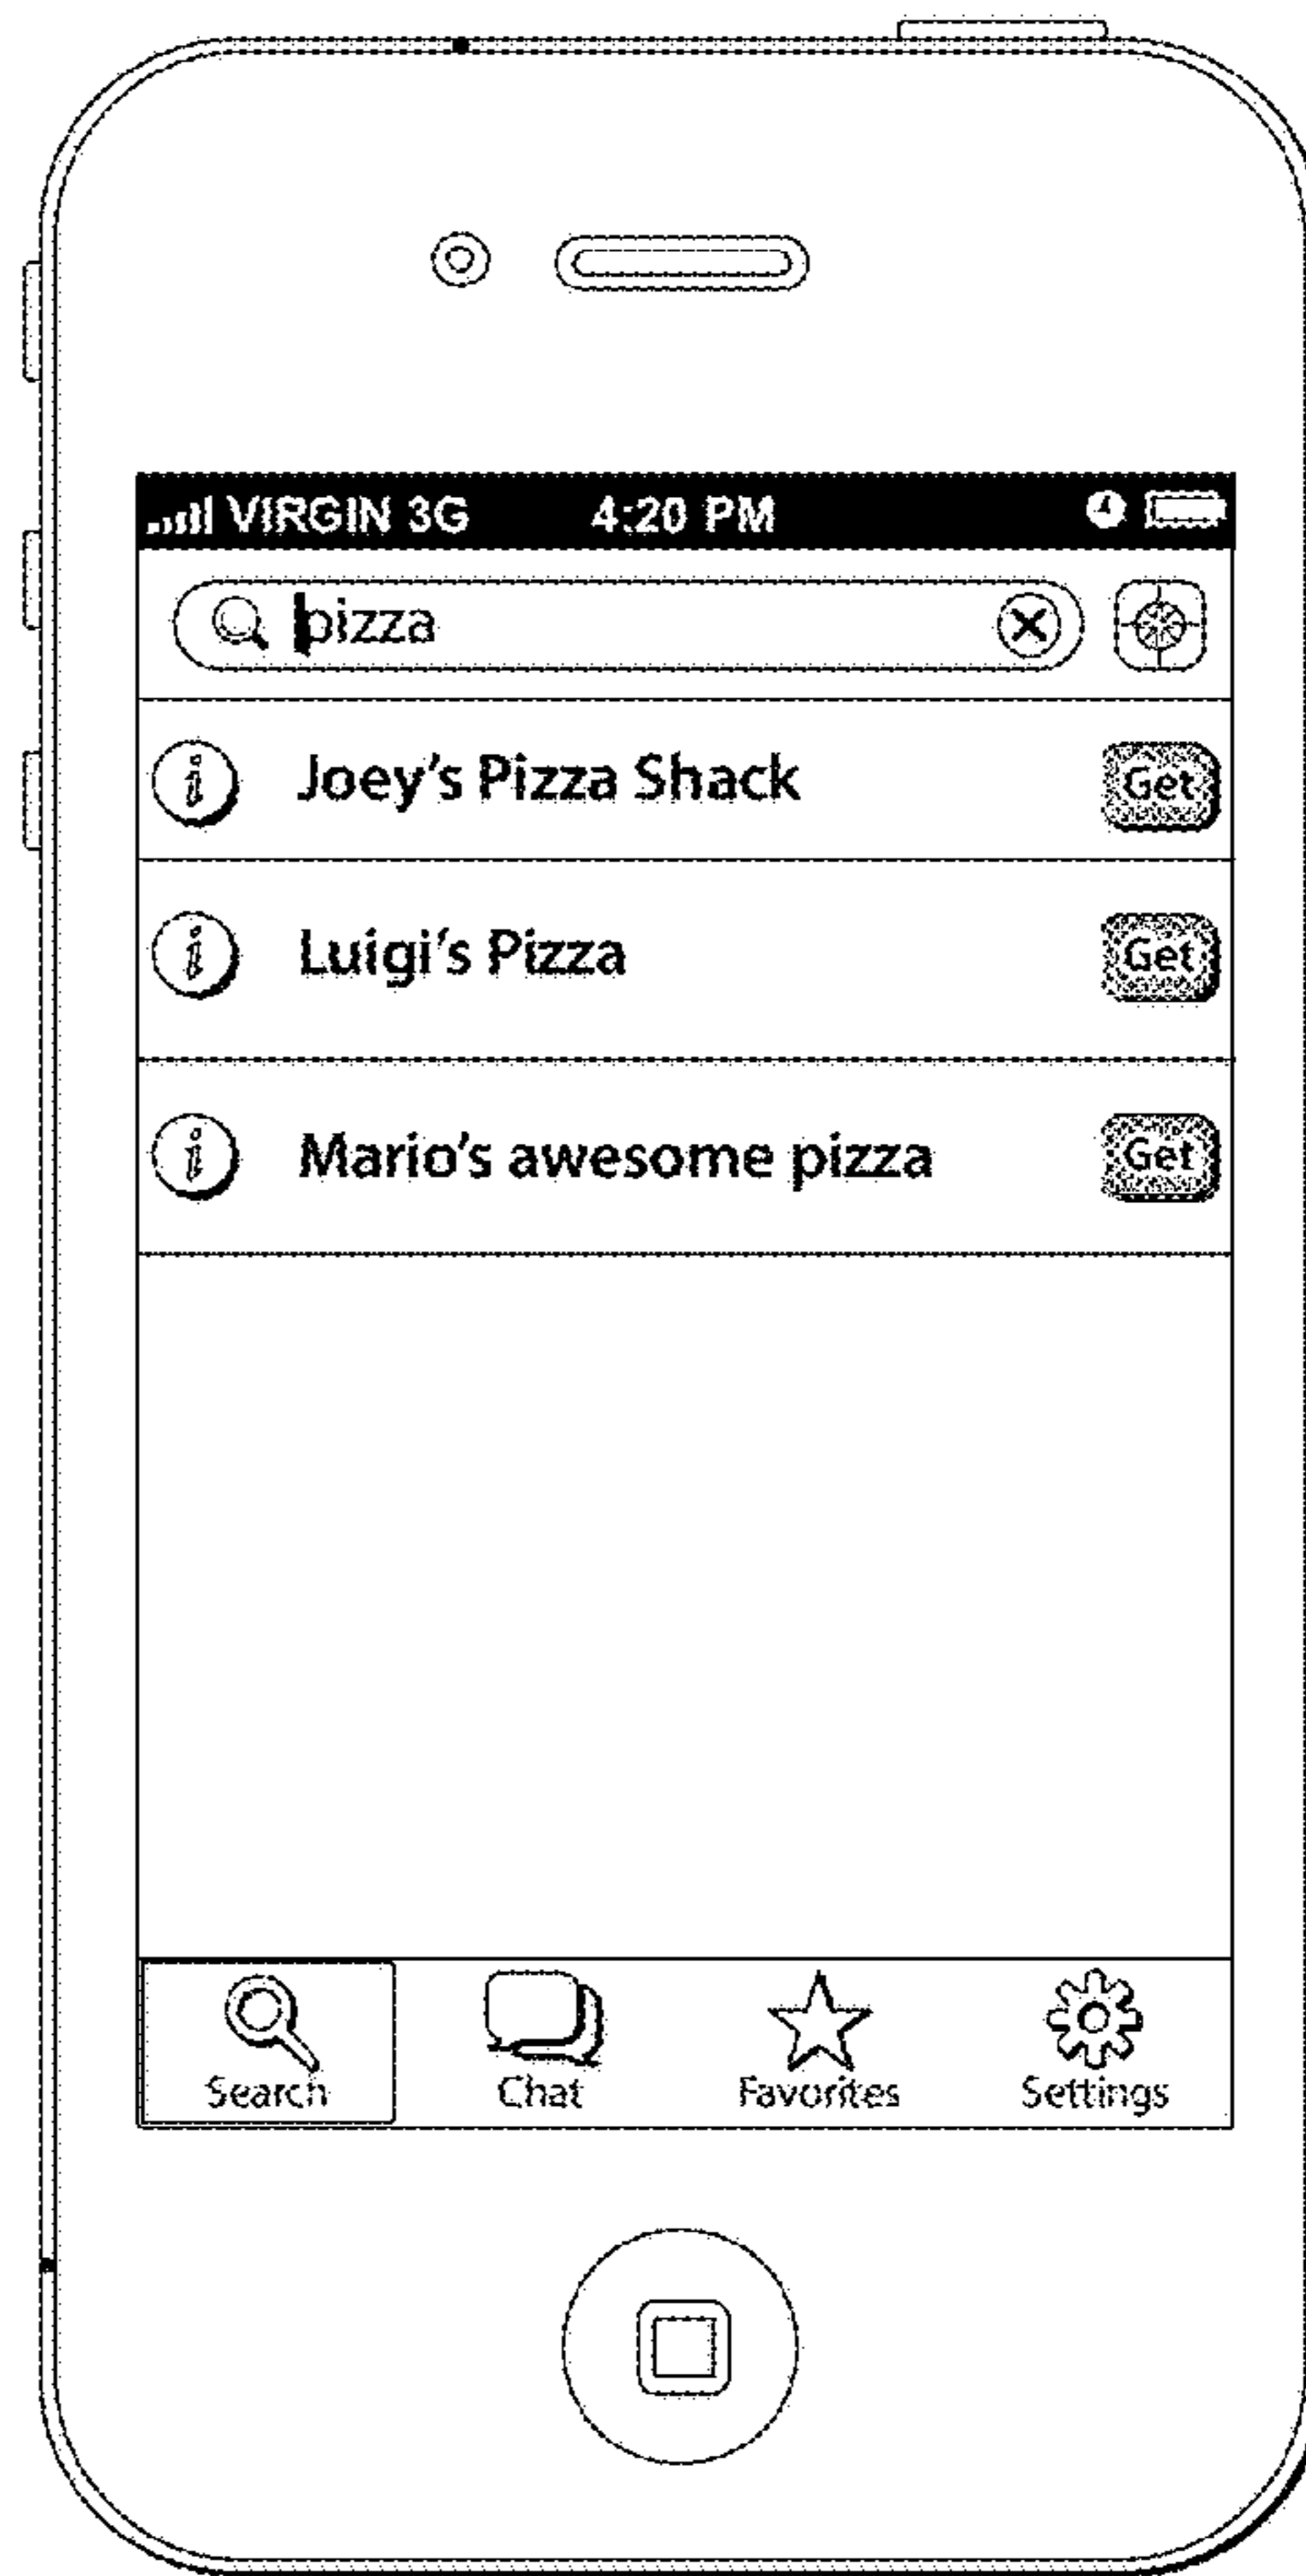 VIRGIN 3G 4:20 PM
pizza
i Joey's Pizza Shack Get
i Luigi's Pizza Get
i Mario's awesome pizza Get
Search Chat Favorites Settings